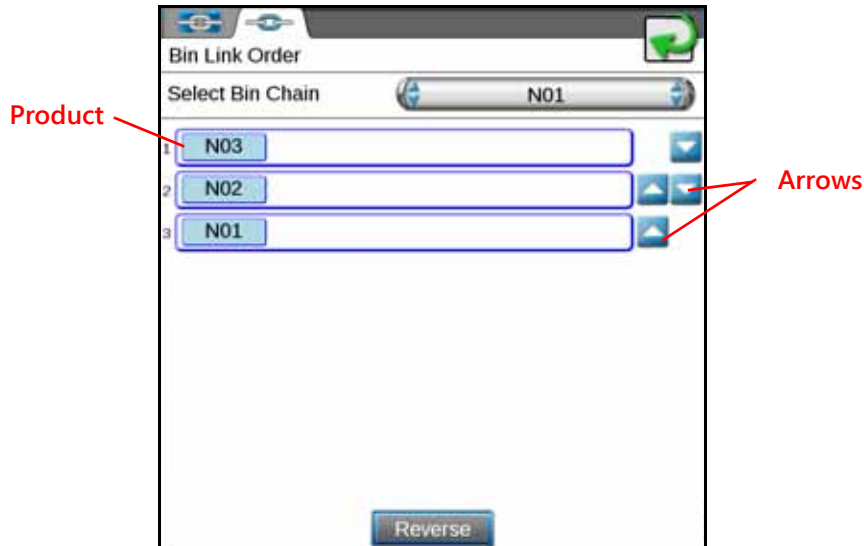 Bin Link Order
Select Bin Chain N01
Product
1 N03
2 N02
Arrows
3 N01
Reverse